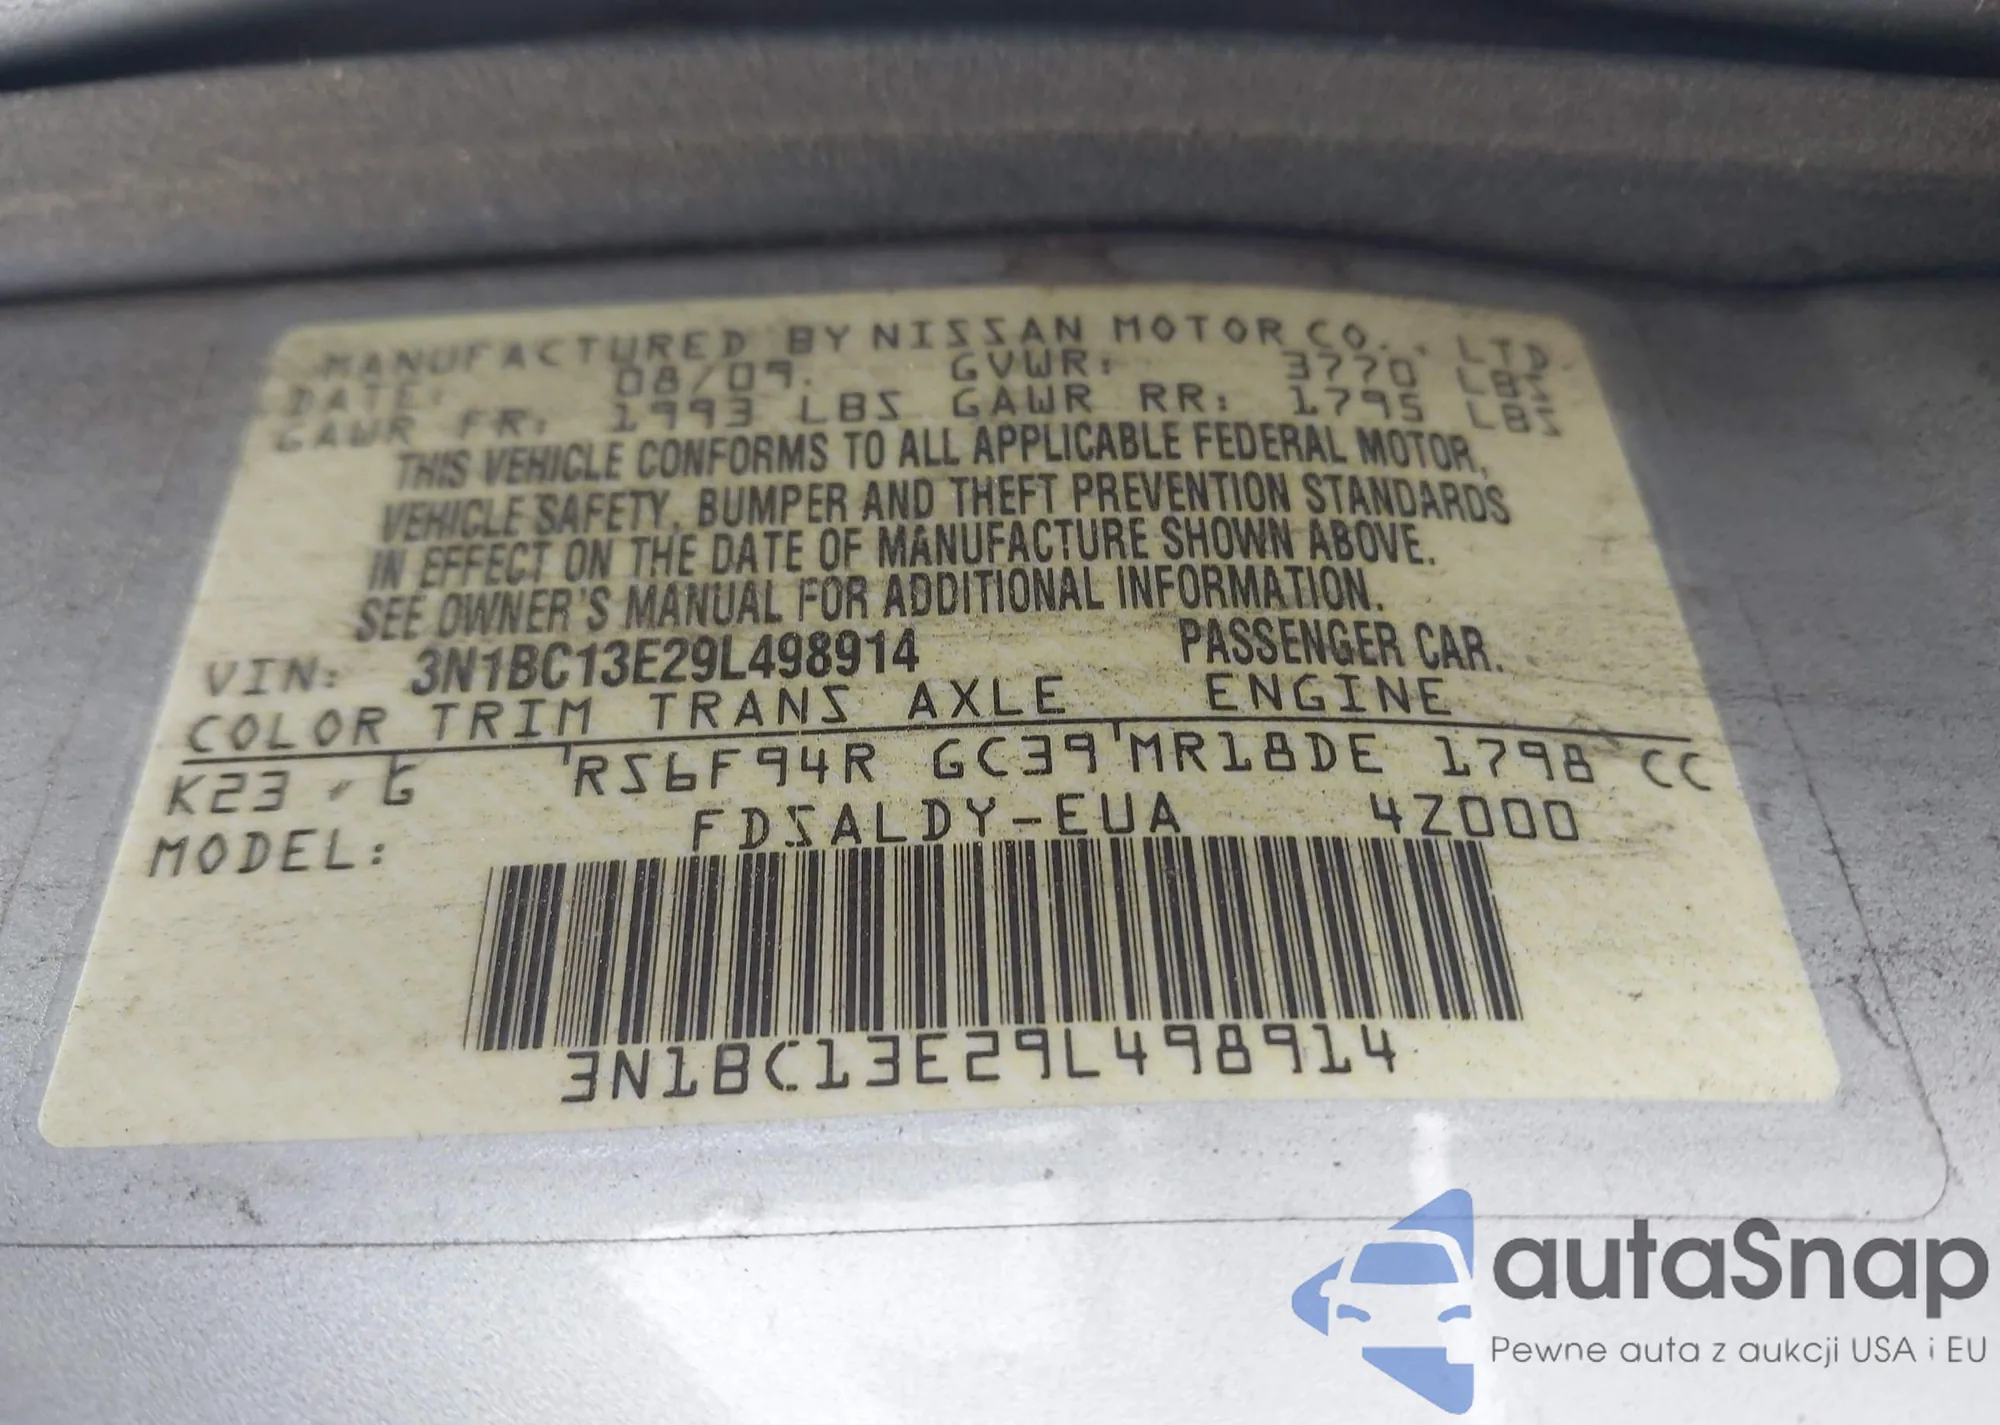 MANUFACTURED BY NISSAN MOTOR CO., LTD.
DATE: 08/09. GVWR: 3770 LBS
GAWR FR: 1993 LBS GAWR RR: 1795 LBS
THIS VEHICLE CONFORMS TO ALL APPLICABLE FEDERAL MOTOR,
VEHICLE SAFETY, BUMPER AND THEFT PREVENTION STANDARDS
IN EFFECT ON THE DATE OF MANUFACTURE SHOWN ABOVE.
SEE OWNER'S MANUAL FOR ADDITIONAL INFORMATION.
VIN: 3N1BC13E29L498914 PASSENGER CAR.
COLOR TRIM TRANS AXLE ENGINE
K23 G RS6F94R GC39 MR18DE 1798 CC
MODEL: FDSALDY-EUA 4Z000
3N1BC13E29L498914
autaSnap
Pewne auta z aukcji USA i EU